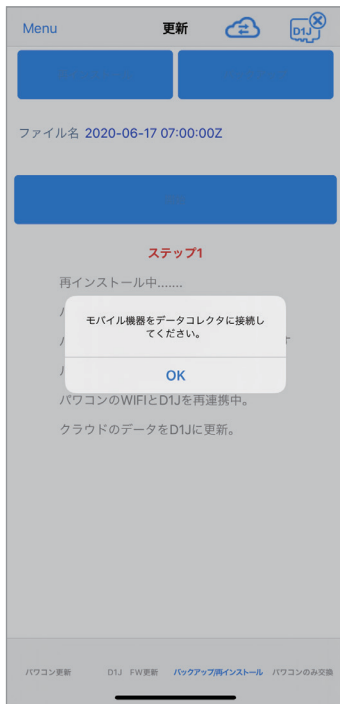 Menu
更新
D1J
ファイル名 2020-06-17 07:00:00Z
ステップ1
再インストール中.......
モバイル機器をデータコレクタに接続し
てください。
OK
パワコンのWIFIとD1Jを再連携中。
クラウドのデータをD1Jに更新。
パワコン更新
D1J FW更新
バックアップ/再インストール
パワコンのみ交換